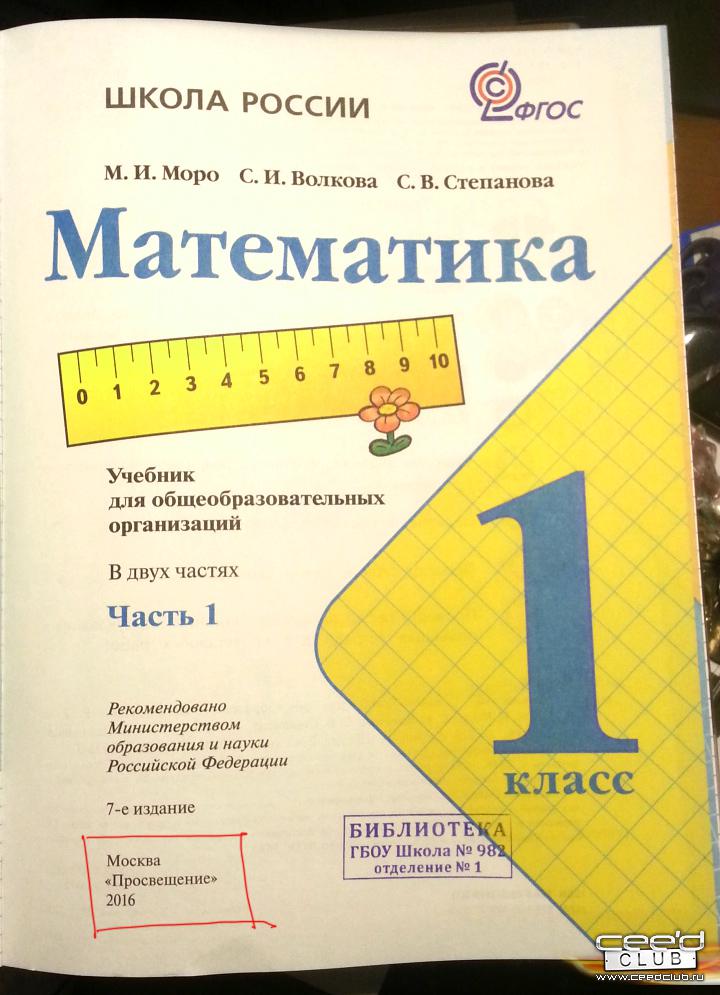 ШКОЛА РОССИИ
ФГОС
М. И. Моро С. И. Волкова С. В. Степанова
Математика
0 1 2 3 4 5 6 7 8 9 10
Учебник
для общеобразовательных
организаций
В двух частях
Часть 1
1
класс
Рекомендовано
Министерством
образования и науки
Российской Федерации
7-е издание
БИБЛИОТЕКА
ГБОУ Школа № 982
отделение № 1
Москва
«Просвещение»
2016
cee'd
CLUB
www.ceedclub.ru